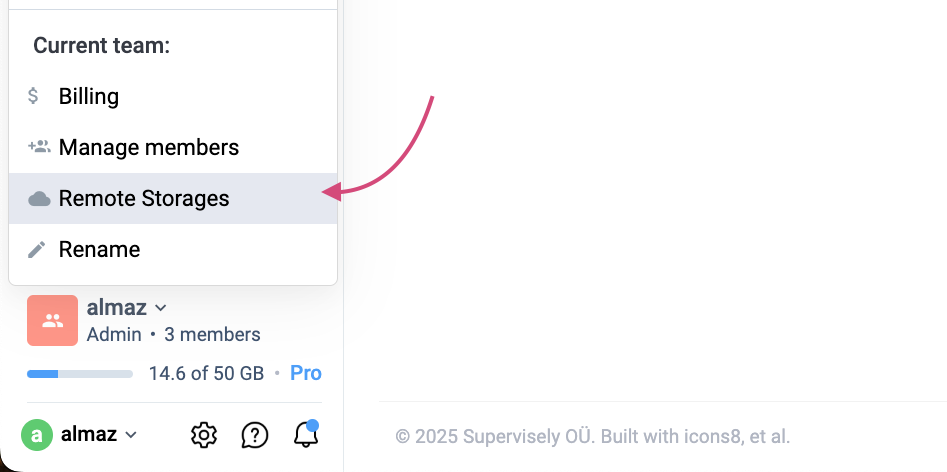 Current team:
$ Billing
Manage members
Remote Storages
Rename
almaz
Admin • 3 members
14.6 of 50 GB • Pro
a almaz
© 2025 Supervisely OÜ. Built with icons8, et al.